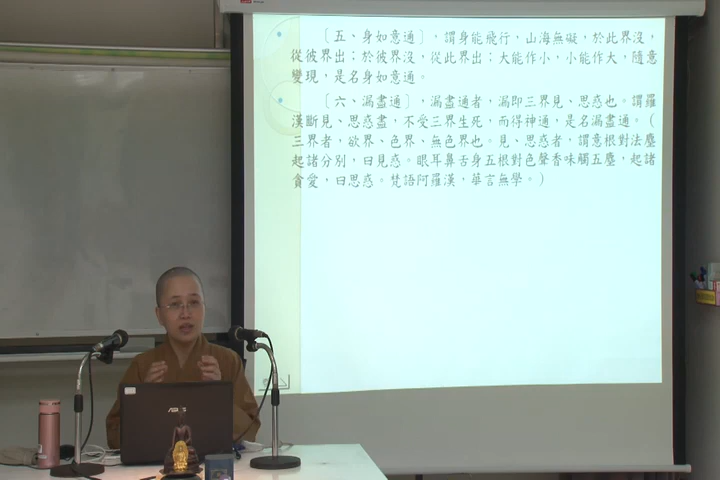 ［五、身如意通］，謂身能飛行，山海無礙，於此界沒，
從彼界出；於彼界沒，從此界出；大能作小，小能作大，隨意
變現，是名身如意通。
［六、漏盡通］，漏盡通者，漏即三界見、思惑也。謂羅
漢斷見、思惑盡，不受三界生死，而得神通，是名漏盡通。（
三界者，欲界、色界、無色界也。見、思惑者，謂意根對法塵
起諸分別，曰見惑。眼耳鼻舌身五根對色聲香味觸五塵，起諸
貪愛，曰思惑。梵語阿羅漢，華言無學。）
ASUS